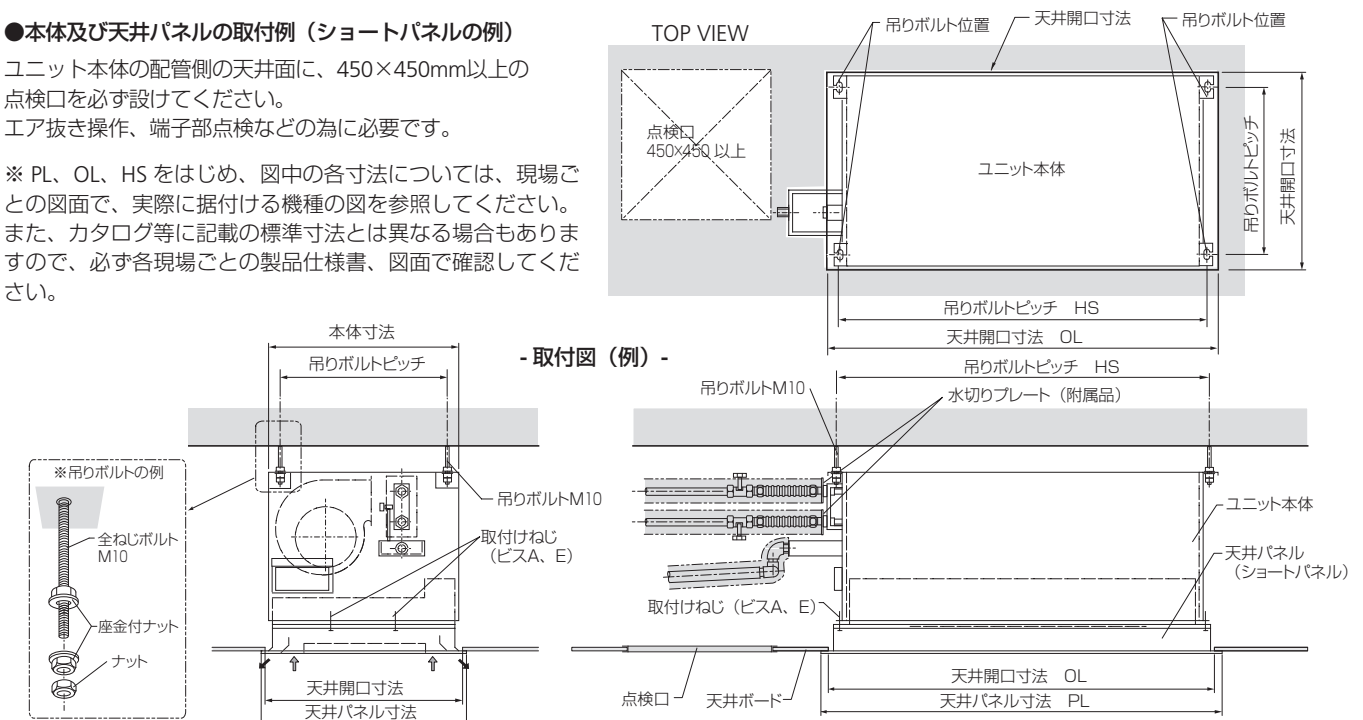 ●本体及び天井パネルの取付例（ショートパネルの例）
ユニット本体の配管側の天井面に、450×450mm以上の
点検口を必ず設けてください。
エア抜き操作、端子部点検などの為に必要です。
※ PL、OL、HS をはじめ、図中の各寸法については、現場ご
との図面で、実際に据付ける機種の図を参照してください。
また、カタログ等に記載の標準寸法とは異なる場合もありま
すので、必ず各現場ごとの製品仕様書、図面で確認してくだ
さい。
TOP VIEW
吊りボルト位置
天井開口寸法
吊りボルト位置
点検口
450×450 以上
ユニット本体
吊りボルトピッチ
天井開口寸法
吊りボルトピッチ　HS
天井開口寸法　OL
- 取付図（例）-
本体寸法
吊りボルトピッチ
※吊りボルトの例
全ねじボルト
M10
座金付ナット
ナット
吊りボルトM10
取付けねじ
（ビスA、E）
天井開口寸法
天井パネル寸法
吊りボルトピッチ　HS
吊りボルトM10
水切りプレート（附属品）
ユニット本体
天井パネル
（ショートパネル）
取付けねじ（ビスA、E）
点検口
天井ボード
天井開口寸法　OL
天井パネル寸法　PL